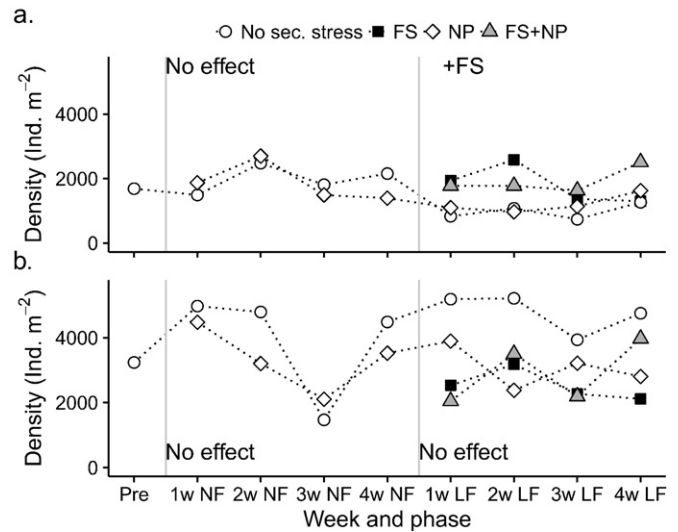 a.
No sec. stress FS NP FS+NP
No effect +FS
Density (Ind. m⁻²)
4000
2000
0
b.
Density (Ind. m⁻²)
4000
2000
0
No effect No effect
Pre 1w NF 2w NF 3w NF 4w NF 1w LF 2w LF 3w LF 4w LF
Week and phase